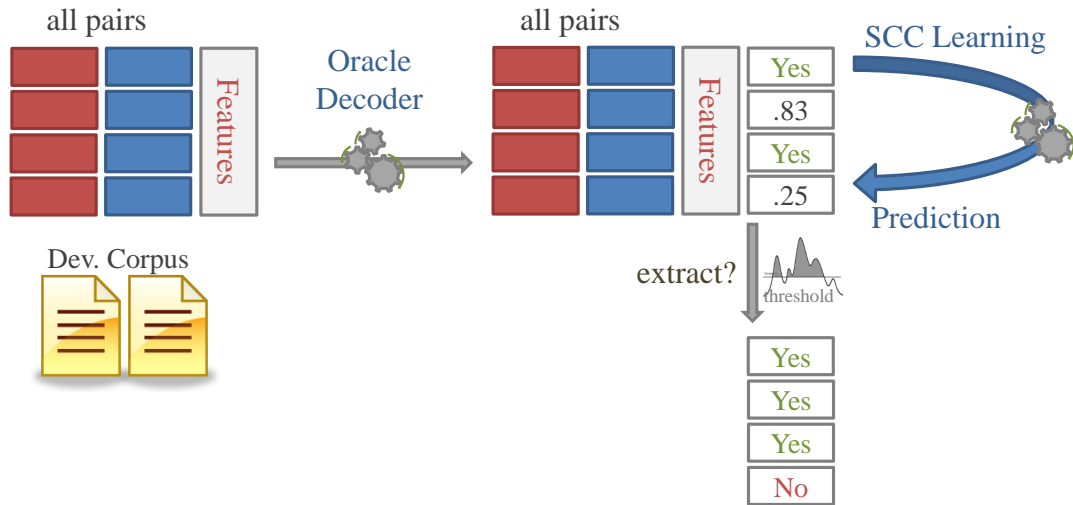 all pairs
Features
Dev. Corpus
Oracle
Decoder
all pairs
Features
Yes
.83
Yes
.25
SCC Learning
Prediction
extract?
threshold
Yes
Yes
Yes
No